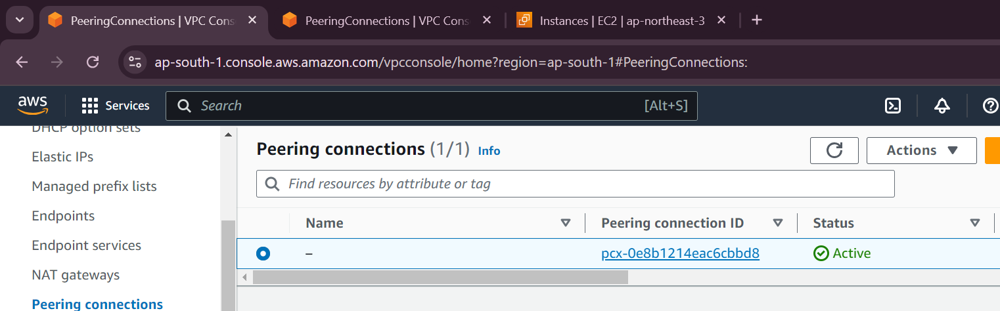 PeeringConnections | VPC Cons
PeeringConnections | VPC Cons
Instances | EC2 | ap-northeast-3
ap-south-1.console.aws.amazon.com/vpcconsole/home?region=ap-south-1#PeeringConnections:
aws
Services
Search
[Alt+S]
DHCP option sets
Elastic IPs
Managed prefix lists
Endpoints
Endpoint services
NAT gateways
Peering connections
Peering connections (1/1) Info
Actions
Find resources by attribute or tag
Name Peering connection ID Status
– pcx-0e8b1214eac6cbbd8 Active